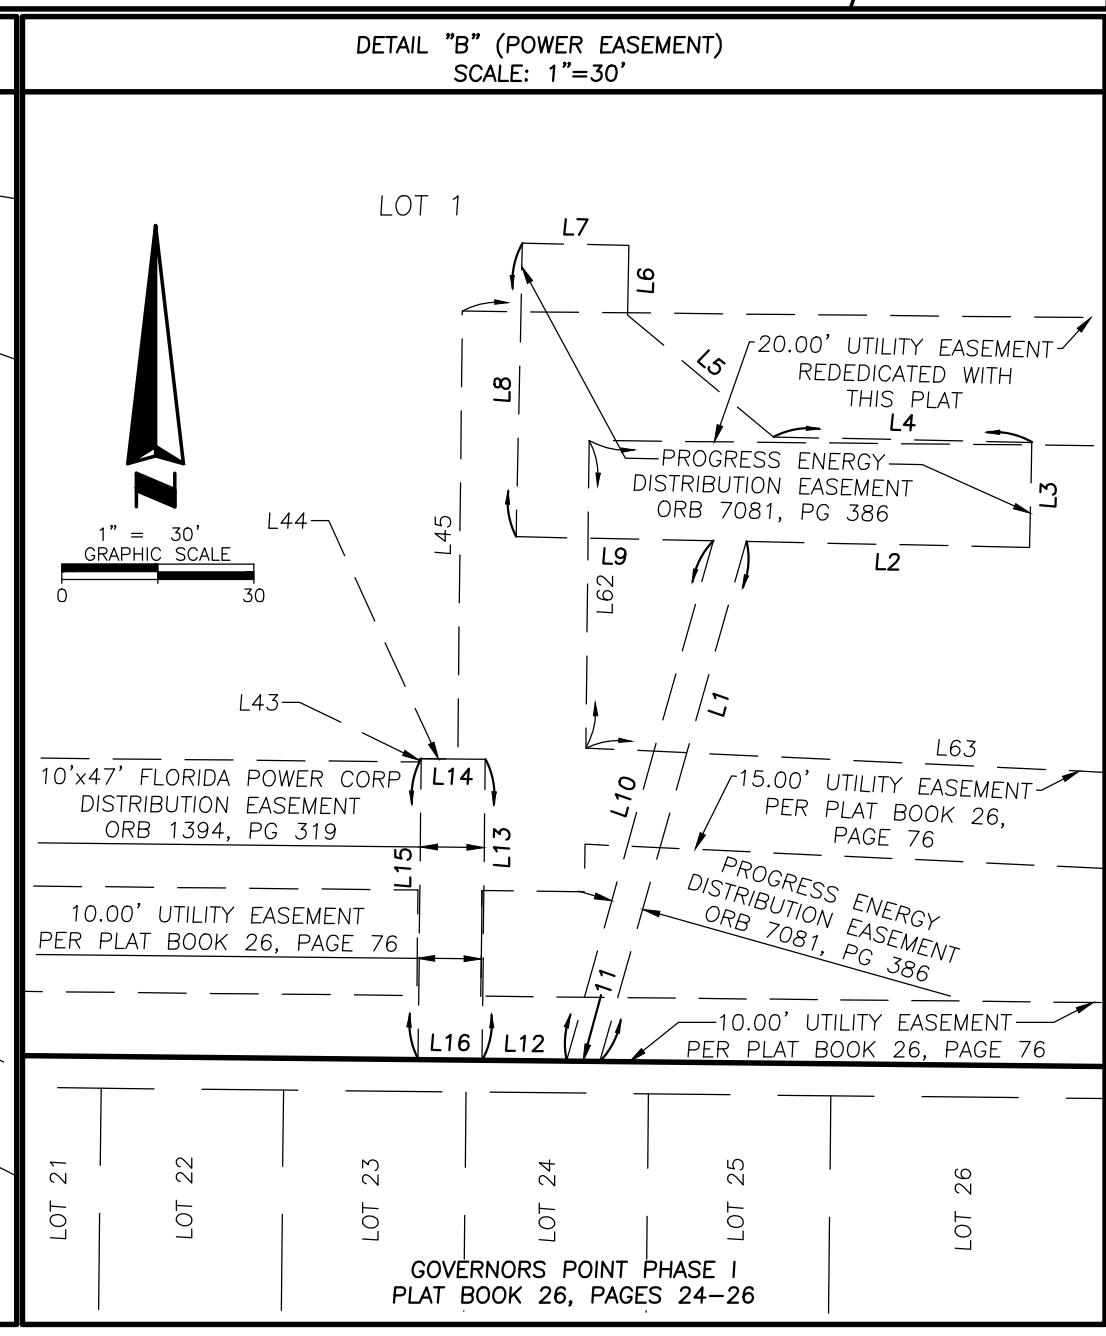 DETAIL "B" (POWER EASEMENT)
SCALE: 1"=30'
LOT 1
L7
L6
L5
20.00' UTILITY EASEMENT
REDEDICATED WITH
THIS PLAT
L8
L4
PROGRESS ENERGY
DISTRIBUTION EASEMENT
ORB 7081, PG 386
L3
N
1" = 30'
GRAPHIC SCALE
0 30
L44
L45
L9
L62
L2
L43
L1
L63
10'x47' FLORIDA POWER CORP
DISTRIBUTION EASEMENT
ORB 1394, PG 319
L14
L10
15.00' UTILITY EASEMENT
PER PLAT BOOK 26,
PAGE 76
L15
L13
PROGRESS ENERGY
DISTRIBUTION EASEMENT
ORB 7081, PG 386
10.00' UTILITY EASEMENT
PER PLAT BOOK 26, PAGE 76
11
L16
L12
10.00' UTILITY EASEMENT
PER PLAT BOOK 26, PAGE 76
LOT 21
LOT 22
LOT 23
LOT 24
LOT 25
LOT 26
GOVERNORS POINT PHASE I
PLAT BOOK 26, PAGES 24-26